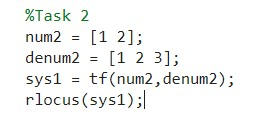 %Task 2
num2 = [1 2];
denum2 = [1 2 3];
sys1 = tf(num2,denum2);
rlocus(sys1);